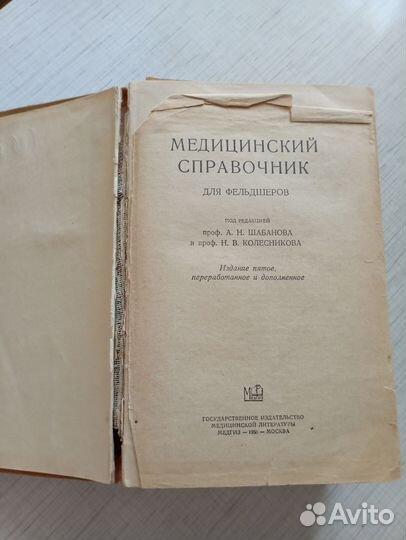 МЕДИЦИНСКИЙ
СПРАВОЧНИК
ДЛЯ ФЕЛЬДШЕРОВ
ПОД РЕДАКЦИЕЙ
проф. А. Н. ШАБАНОВА
и проф. Н. В. КОЛЕСНИКОВА
Издание пятое,
переработанное и дополненное
ГОСУДАРСТВЕННОЕ ИЗДАТЕЛЬСТВО
МЕДИЦИНСКОЙ ЛИТЕРАТУРЫ
МЕДГИЗ — — МОСКВА
Avito